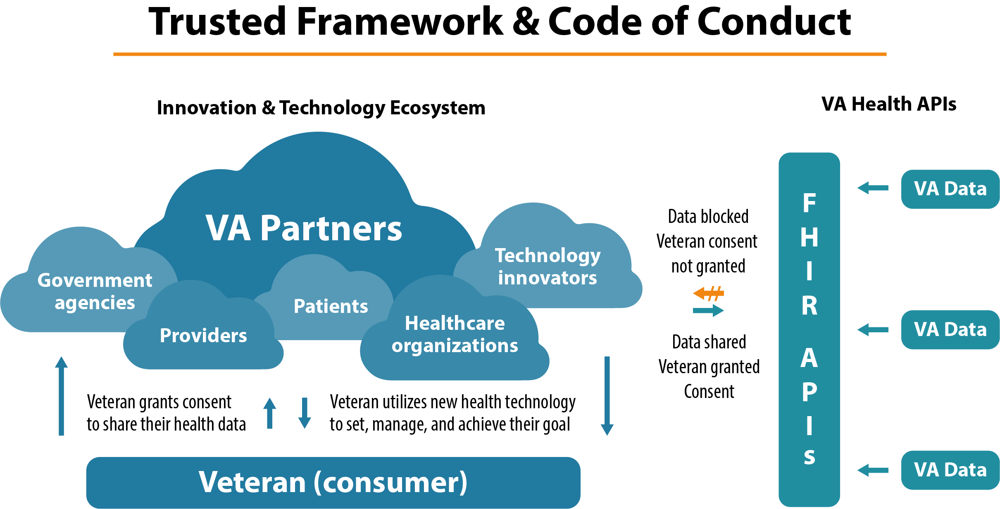 Trusted Framework & Code of Conduct
Innovation & Technology Ecosystem
VA Partners
Government
agencies
Providers
Patients
Healthcare
organizations
Technology
innovators
Veteran grants consent
to share their health data
Veteran utilizes new health technology
to set, manage, and achieve their goal
Veteran (consumer)
Data blocked
Veteran consent
not granted
Data shared
Veteran granted
Consent
VA Health APIs
FHIR APIs
VA Data
VA Data
VA Data